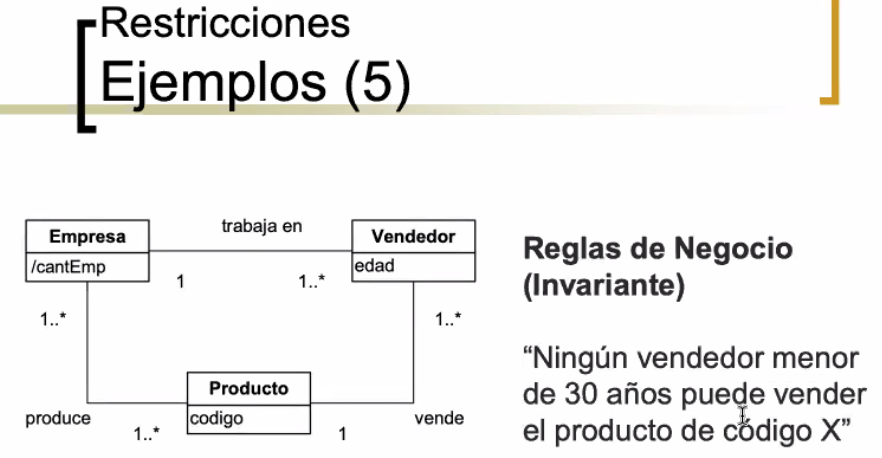 Restricciones
Ejemplos (5)
Empresa
/cantEmp
trabaja en
Vendedor
edad
1
1..*
1..*
1..*
Producto
codigo
produce
1..*
1
vende
Reglas de Negocio
(Invariante)
“Ningún vendedor menor
de 30 años puede vender
el producto de código X”